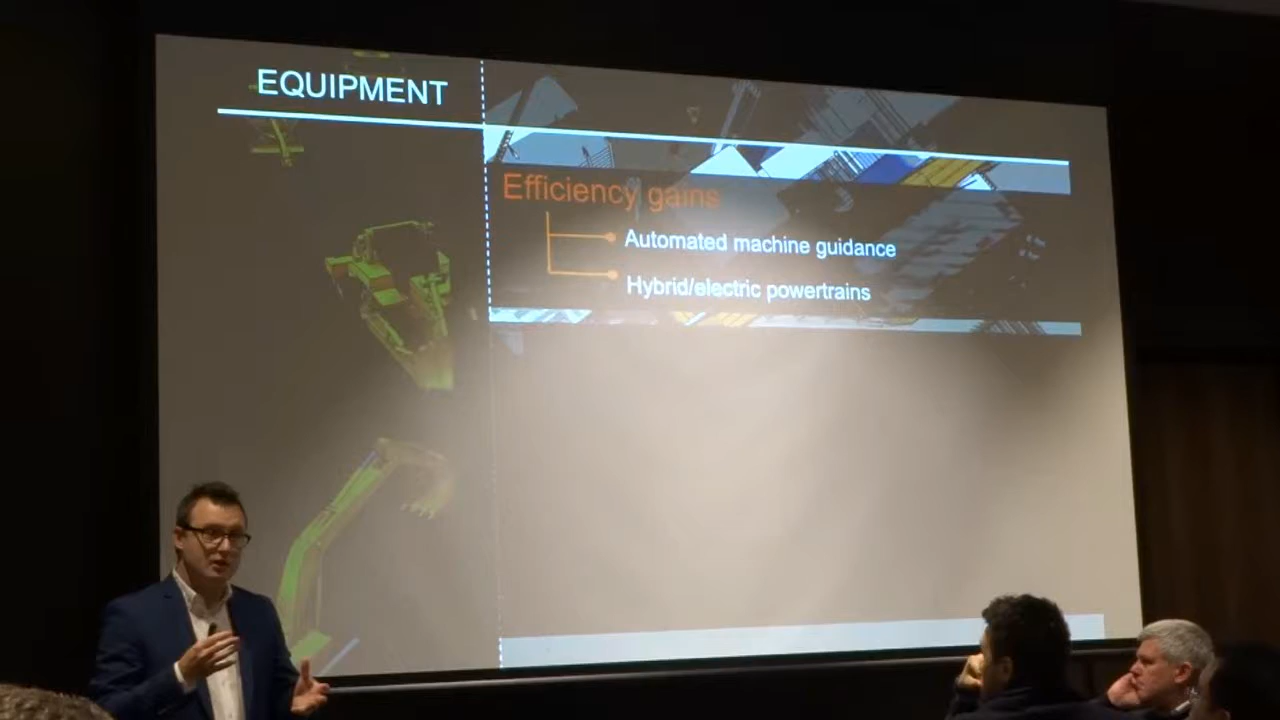 EQUIPMENT
Efficiency gains
Automated machine guidance
Hybrid/electric powertrains